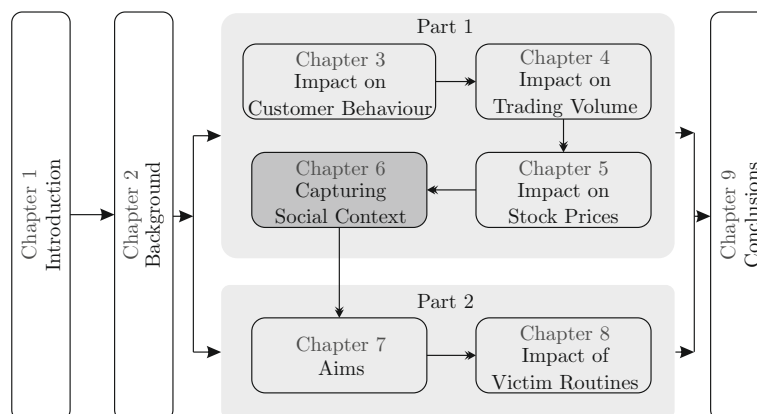 Chapter 1
Introduction
Chapter 2
Background
Part 1
Chapter 3
Impact on
Customer Behaviour
Chapter 4
Impact on
Trading Volume
Chapter 6
Capturing
Social Context
Chapter 5
Impact on
Stock Prices
Part 2
Chapter 7
Aims
Chapter 8
Impact of
Victim Routines
Chapter 9
Conclusions